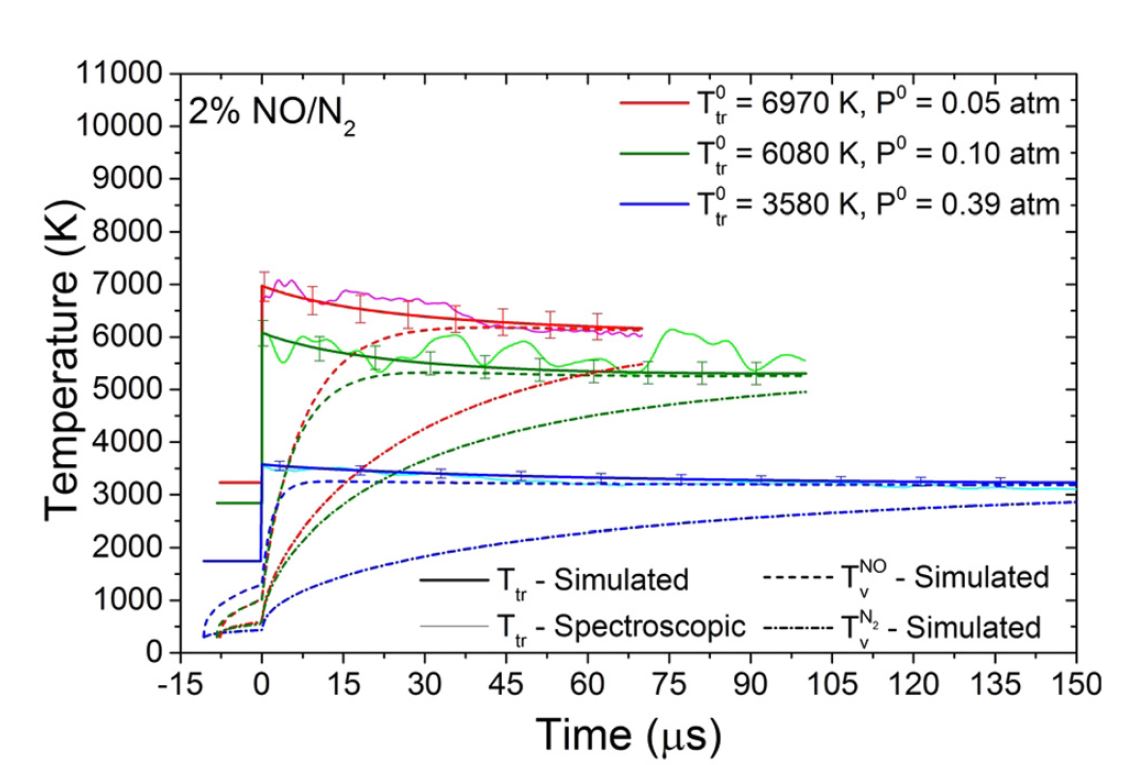 2% NO/N₂
T⁰tr = 6970 K, P⁰ = 0.05 atm
T⁰tr = 6080 K, P⁰ = 0.10 atm
T⁰tr = 3580 K, P⁰ = 0.39 atm
Temperature (K)
11000
10000
9000
8000
7000
6000
5000
4000
3000
2000
1000
0
Ttr - Simulated
TvNO - Simulated
Ttr - Spectroscopic
TvN₂ - Simulated
-15 0 15 30 45 60 75 90 105 120 135 150
Time (μs)